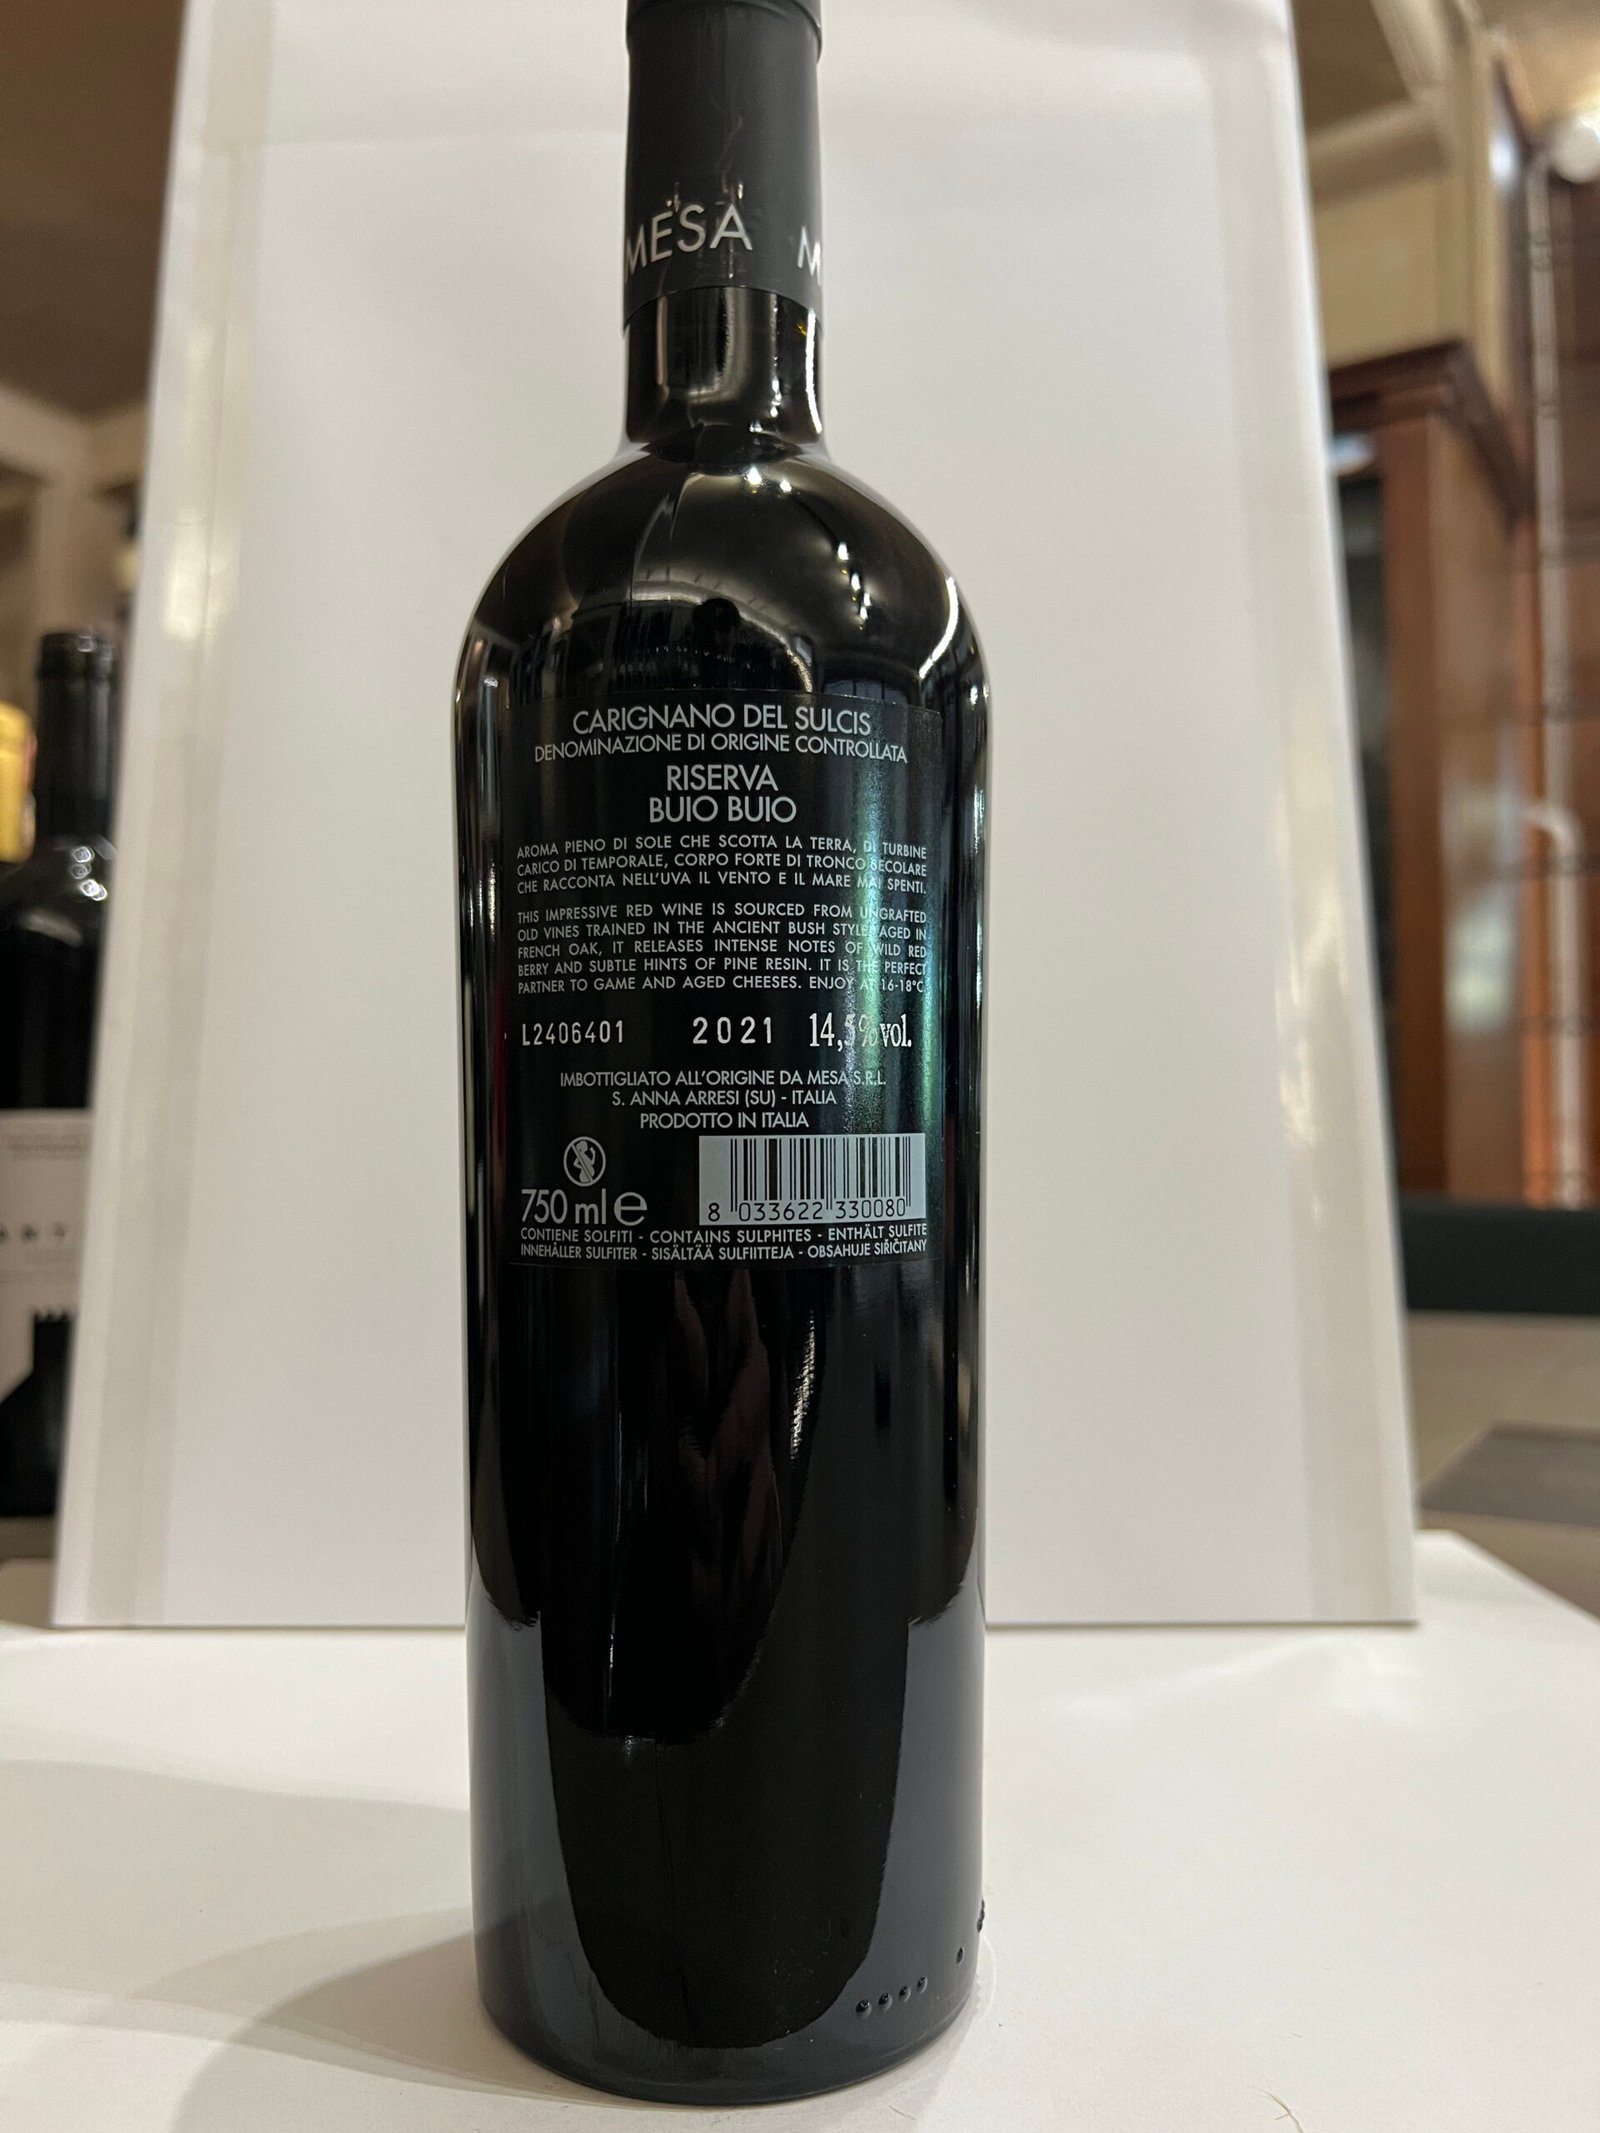 MESA M
CARIGNANO DEL SULCIS
DENOMINAZIONE DI ORIGINE CONTROLLATA
RISERVA
BUIO BUIO
AROMA PIENO DI SOLE CHE SCOTTA LA TERRA, DI TURBINE
CARICO DI TEMPORALE, CORPO FORTE DI TRONCO SECOLARE
CHE RACCONTA NELL'UVA IL VENTO E IL MARE MAI SPENTI.
THIS IMPRESSIVE RED WINE IS SOURCED FROM UNGRAFTED
OLD VINES TRAINED IN THE ANCIENT BUSH STYLE. AGED IN
FRENCH OAK, IT RELEASES INTENSE NOTES OF WILD RED
BERRY AND SUBTLE HINTS OF PINE RESIN. IT IS THE PERFECT
PARTNER TO GAME AND AGED CHEESES. ENJOY AT 16-18°C.
L2406401 2021 14,5% vol.
IMBOTTIGLIATO ALL'ORIGINE DA MESA S.R.L.
S. ANNA ARRESI (SU) - ITALIA
PRODOTTO IN ITALIA
750 ml e
8 033622 330080
CONTIENE SOLFITI - CONTAINS SULPHITES - ENTHÄLT SULFITE
INNEHÅLLER SULFITER - SISÄLTÄÄ SULFIITTEJA - OBSAHUJE SIŘIČITANY